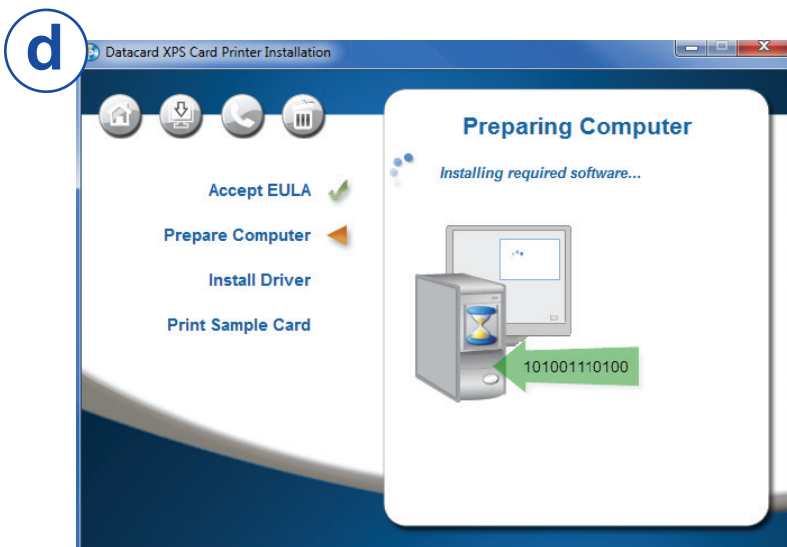 d
Datacard XPS Card Printer Installation
Preparing Computer
Installing required software...
Accept EULA
Prepare Computer
Install Driver
Print Sample Card
101001110100